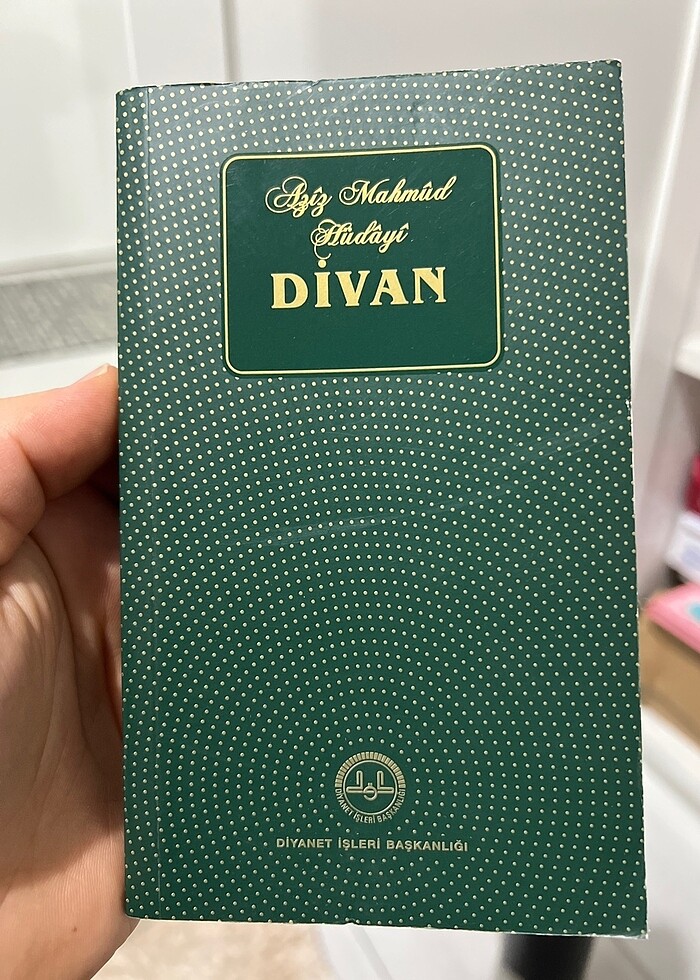 Azîz Mahmûd
Hüdâyî
DİVAN
DİYANET İŞLERİ BAŞKANLIĞI
DİYANET İŞLERİ BAŞKANLIĞI